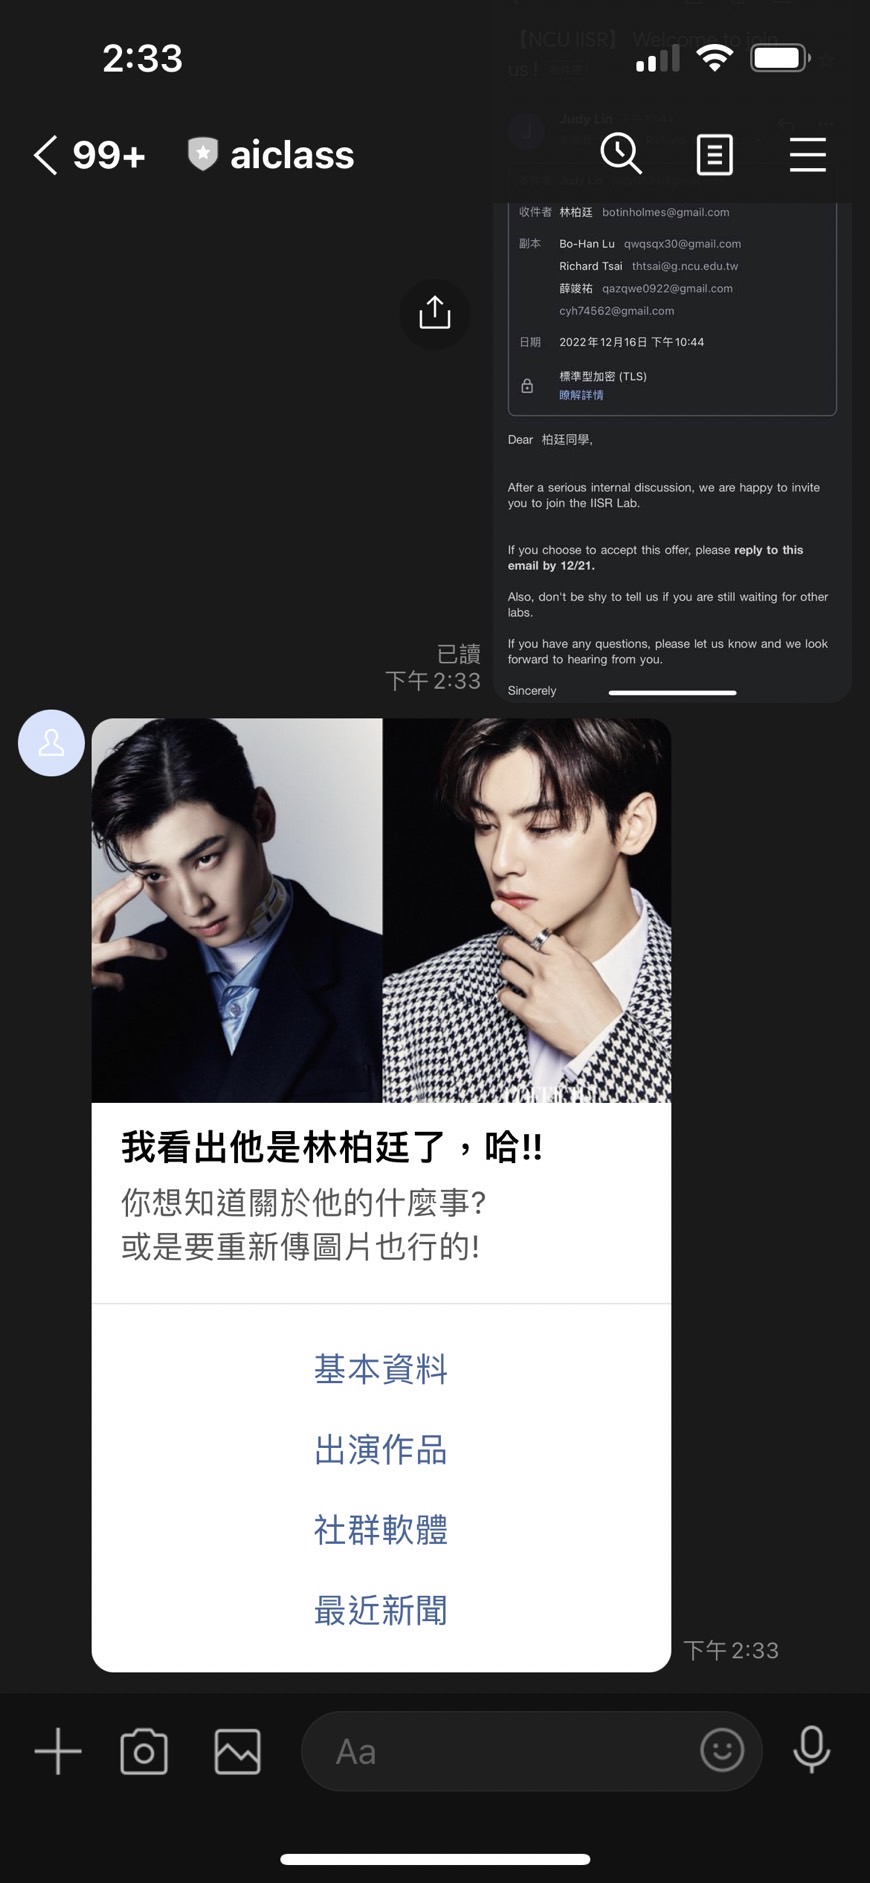 2:33
【NCU IISR】 Welcome to join
us !
99+
aiclass
Judy Lin
收件者 林柏廷 botinholmes@gmail.com
副本 Bo-Han Lu qwqsqx30@gmail.com
Richard Tsai thtsai@g.ncu.edu.tw
薛竣祐 qazqwe0922@gmail.com
cyh74562@gmail.com
日期 2022年12月16日 下午10:44
標準型加密 (TLS)
瞭解詳情
Dear 柏廷同學,
After a serious internal discussion, we are happy to invite
you to join the IISR Lab.
If you choose to accept this offer, please reply to this
email by 12/21.
Also, don't be shy to tell us if you are still waiting for other
labs.
If you have any questions, please let us know and we look
forward to hearing from you.
Sincerely
已讀
下午 2:33
我看出他是林柏廷了，哈!!
你想知道關於他的什麼事?
或是要重新傳圖片也行的!
基本資料
出演作品
社群軟體
最近新聞
下午 2:33
Aa